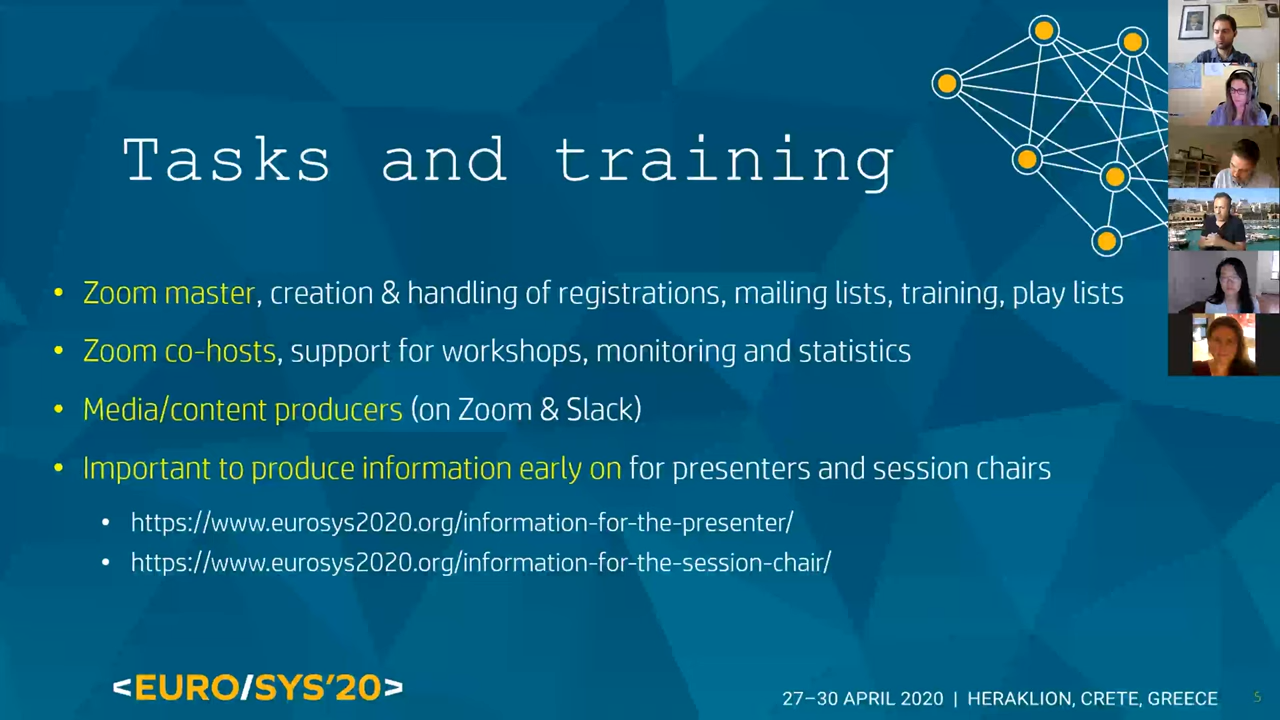 Tasks and training
• Zoom master, creation & handling of registrations, mailing lists, training, play lists
• Zoom co-hosts, support for workshops, monitoring and statistics
• Media/content producers (on Zoom & Slack)
• Important to produce information early on for presenters and session chairs
• https://www.eurosys2020.org/information-for-the-presenter/
• https://www.eurosys2020.org/information-for-the-session-chair/
<EURO/SYS'20>
27–30 APRIL 2020 | HERAKLION, CRETE, GREECE
5